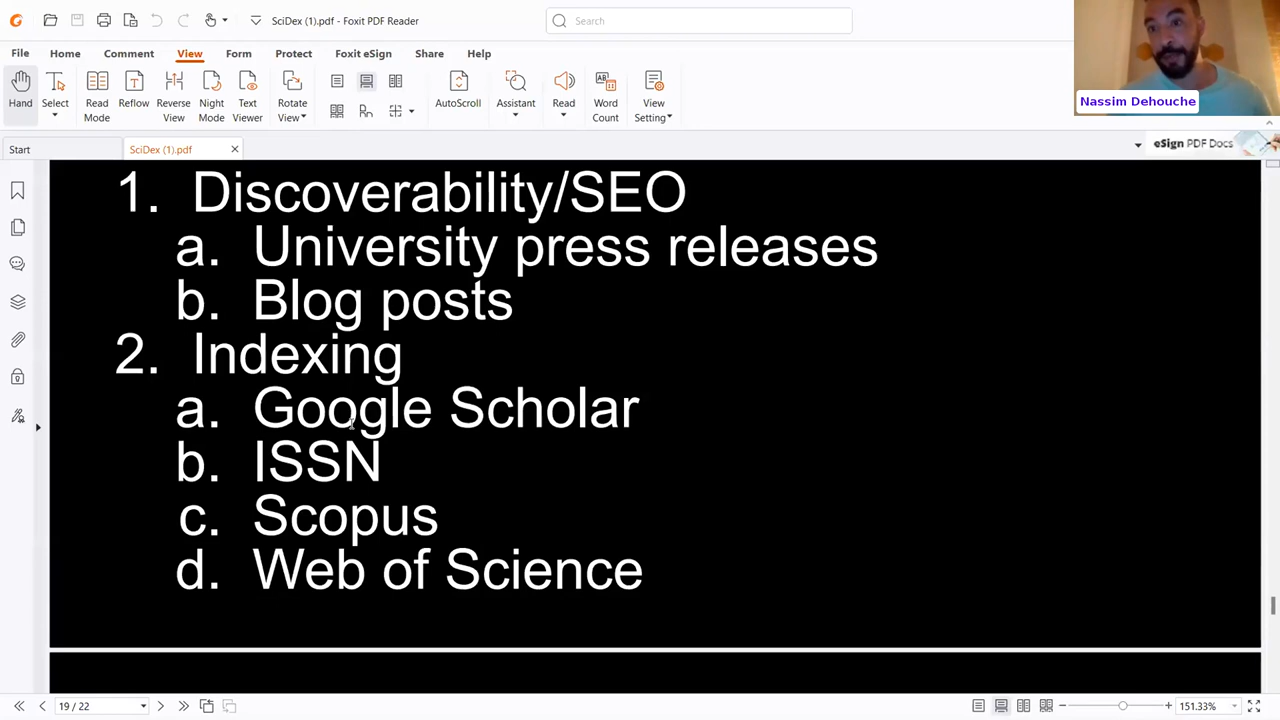 SciDex (1).pdf - Foxit PDF Reader
Search
File Home Comment View Form Protect Foxit eSign Share Help
Hand Select Read Mode Reflow Reverse View Night Mode Text Viewer Rotate View AutoScroll Assistant Read Word Count View Setting
Nassim Dehouche
Start SciDex (1).pdf eSign PDF Docs
1. Discoverability/SEO
a. University press releases
b. Blog posts
2. Indexing
a. Google Scholar
b. ISSN
c. Scopus
d. Web of Science
19 / 22 151.33%